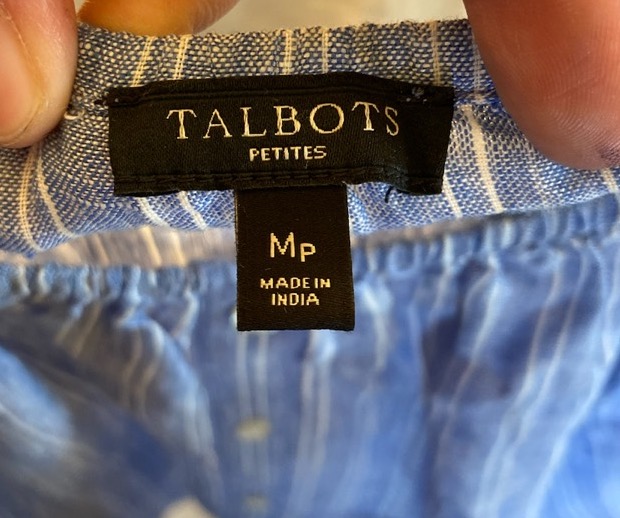 TALBOTS
PETITES
MP
MADE IN
INDIA